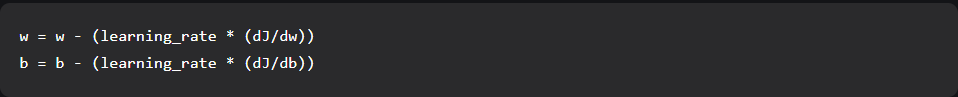 w = w - (learning_rate * (dJ/dw))
b = b - (learning_rate * (dJ/db))